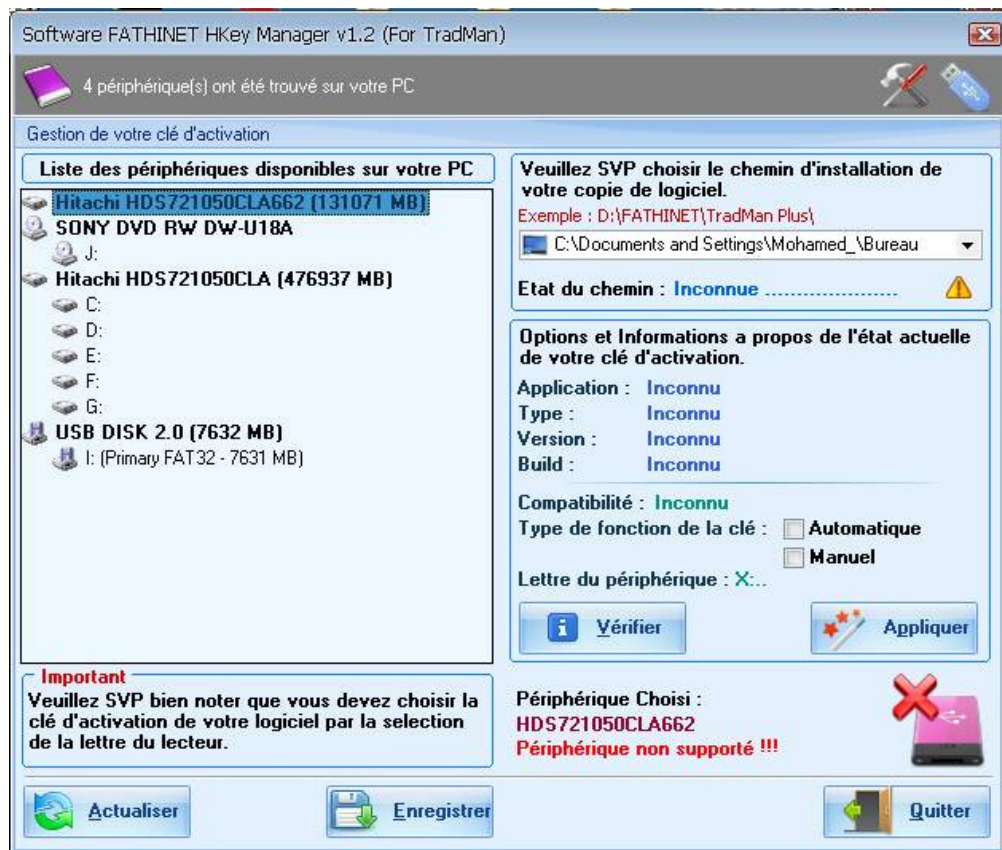 Software FATHINET HKey Manager v1.2 (For TradMan)
4 périphérique(s) ont été trouvé sur votre PC
Gestion de votre clé d'activation
Liste des périphériques disponibles sur votre PC
Hitachi HDS721050CLA662 (131071 MB)
SONY DVD RW DW-U18A
J:
Hitachi HDS721050CLA (476937 MB)
C:
D:
E:
F:
G:
USB DISK 2.0 (7632 MB)
I: (Primary FAT32 - 7631 MB)
Important
Veuillez SVP bien noter que vous devez choisir la
clé d'activation de votre logiciel par la selection
de la lettre du lecteur.
Veuillez SVP choisir le chemin d'installation de
votre copie de logiciel.
Exemple : D:\FATHINET\TradMan Plus\
C:\Documents and Settings\Mohamed_\Bureau
Etat du chemin : Inconnue ....................
Options et Informations a propos de l'état actuelle
de votre clé d'activation.
Application : Inconnu
Type : Inconnu
Version : Inconnu
Build : Inconnu
Compatibilité : Inconnu
Type de fonction de la clé : Automatique
Manuel
Lettre du périphérique : X:..
Vérifier
Appliquer
Périphérique Choisi :
HDS721050CLA662
Périphérique non supporté !!!
Actualiser
Enregistrer
Quitter